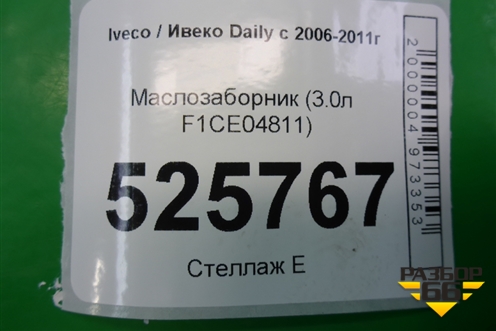 Iveco / Ивеко Daily с 2006-2011г
Маслозаборник (3.0л
F1CE04811)
525767
Стеллаж Е
2000004973353
РАЗБОР
66